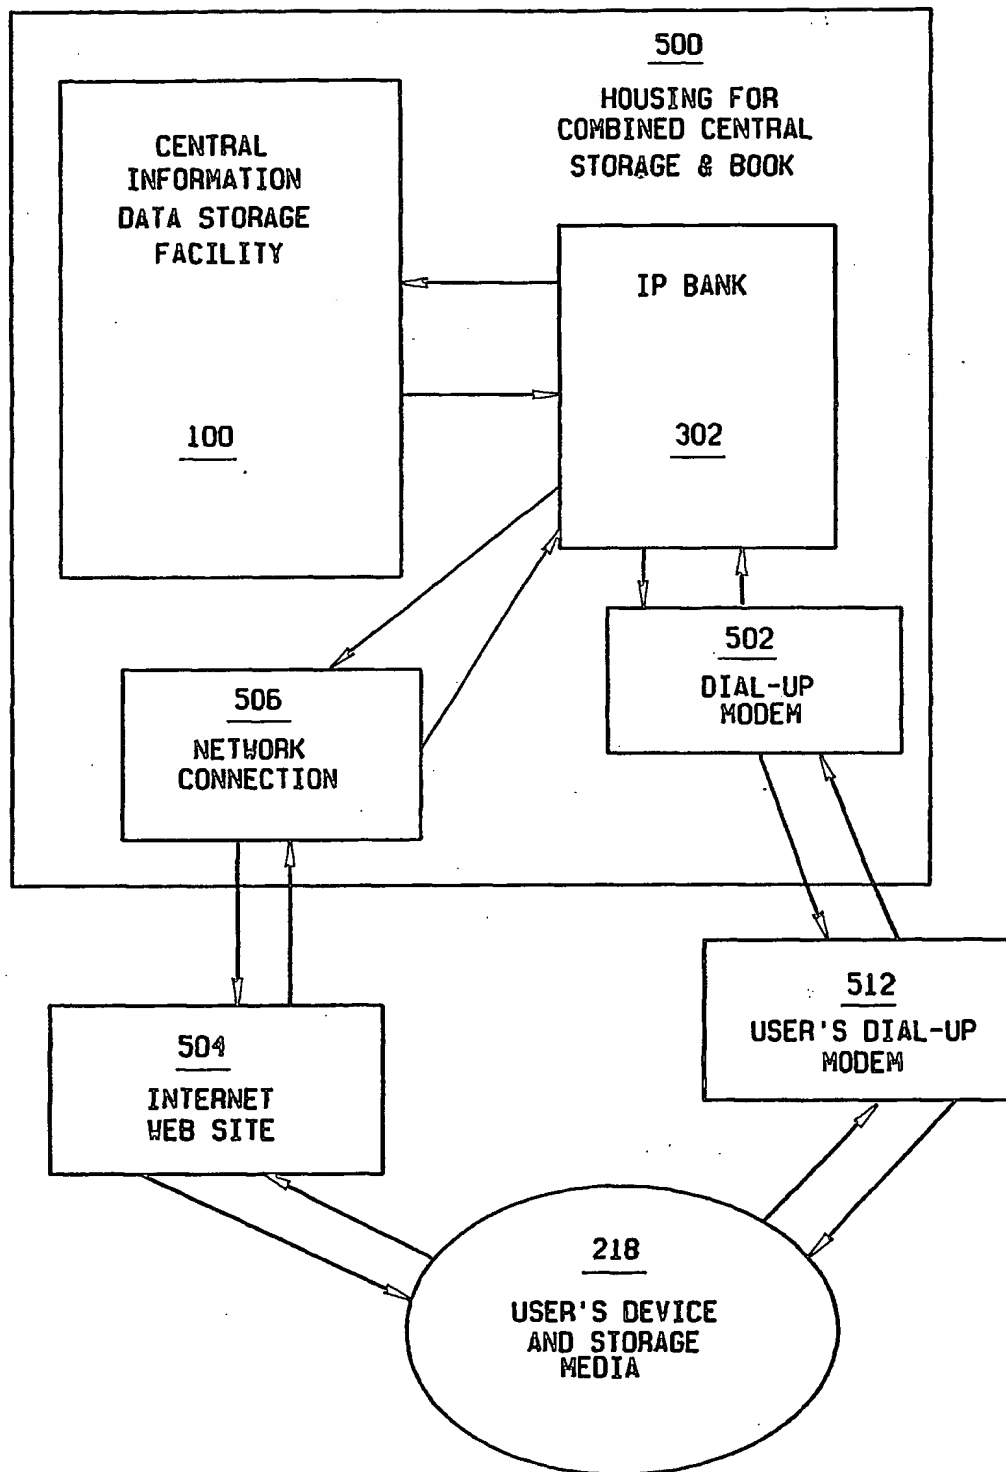 500
HOUSING FOR
COMBINED CENTRAL
STORAGE & BOOK
CENTRAL
INFORMATION
DATA STORAGE
FACILITY
100
IP BANK
302
502
DIAL-UP
MODEM
506
NETWORK
CONNECTION
512
USER'S DIAL-UP
MODEM
504
INTERNET
WEB SITE
218
USER'S DEVICE
AND STORAGE
MEDIA